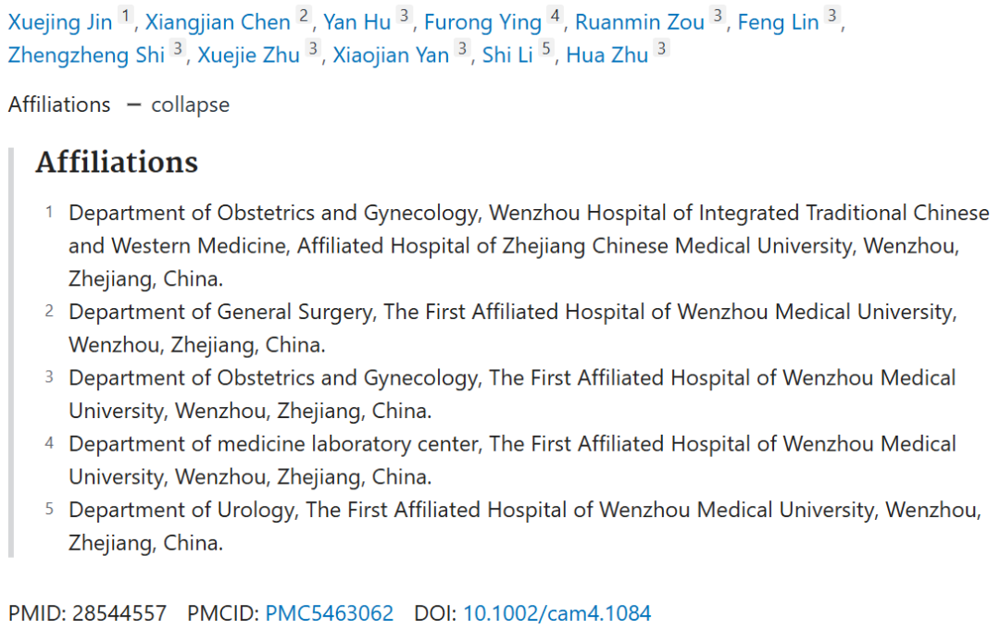 Xuejing Jin 1, Xiangjian Chen 2, Yan Hu 3, Furong Ying 4, Ruanmin Zou 3, Feng Lin 3,
Zhengzheng Shi 3, Xuejie Zhu 3, Xiaojian Yan 3, Shi Li 5, Hua Zhu 3
Affiliations − collapse
Affiliations
1 Department of Obstetrics and Gynecology, Wenzhou Hospital of Integrated Traditional Chinese
and Western Medicine, Affiliated Hospital of Zhejiang Chinese Medical University, Wenzhou,
Zhejiang, China.
2 Department of General Surgery, The First Affiliated Hospital of Wenzhou Medical University,
Wenzhou, Zhejiang, China.
3 Department of Obstetrics and Gynecology, The First Affiliated Hospital of Wenzhou Medical
University, Wenzhou, Zhejiang, China.
4 Department of medicine laboratory center, The First Affiliated Hospital of Wenzhou Medical
University, Wenzhou, Zhejiang, China.
5 Department of Urology, The First Affiliated Hospital of Wenzhou Medical University, Wenzhou,
Zhejiang, China.
PMID: 28544557 PMCID: PMC5463062 DOI: 10.1002/cam4.1084